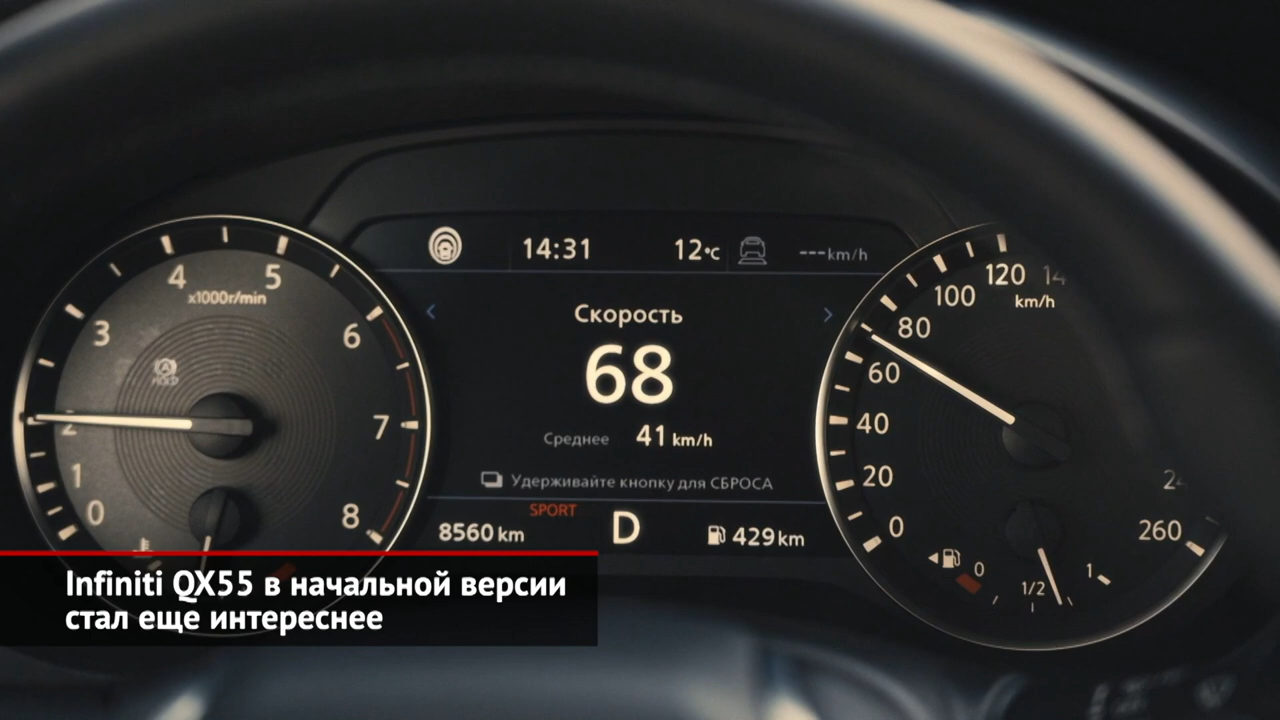 14:31
12°C
---km/h
4
5
x1000r/min
3
6
2
7
1
0
8
Скорость
68
Среднее 41 km/h
Удерживайте кнопку для СБРОСА
SPORT
8560 km
D
429 km
120
100
km/h
80
60
40
20
0
260
0
1/2
1
Infiniti QX55 в начальной версии
стал еще интереснее